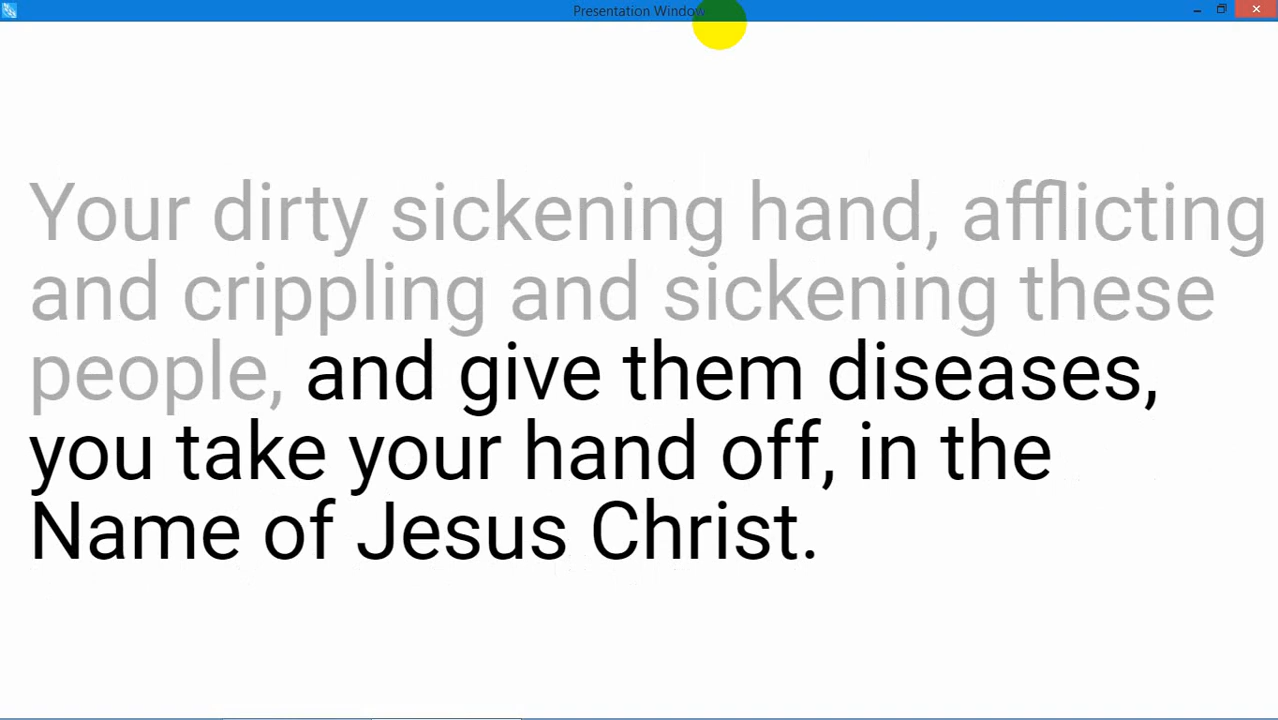 Presentation Window
Your dirty sickening hand, afflicting
and crippling and sickening these
people, and give them diseases,
you take your hand off, in the
Name of Jesus Christ.